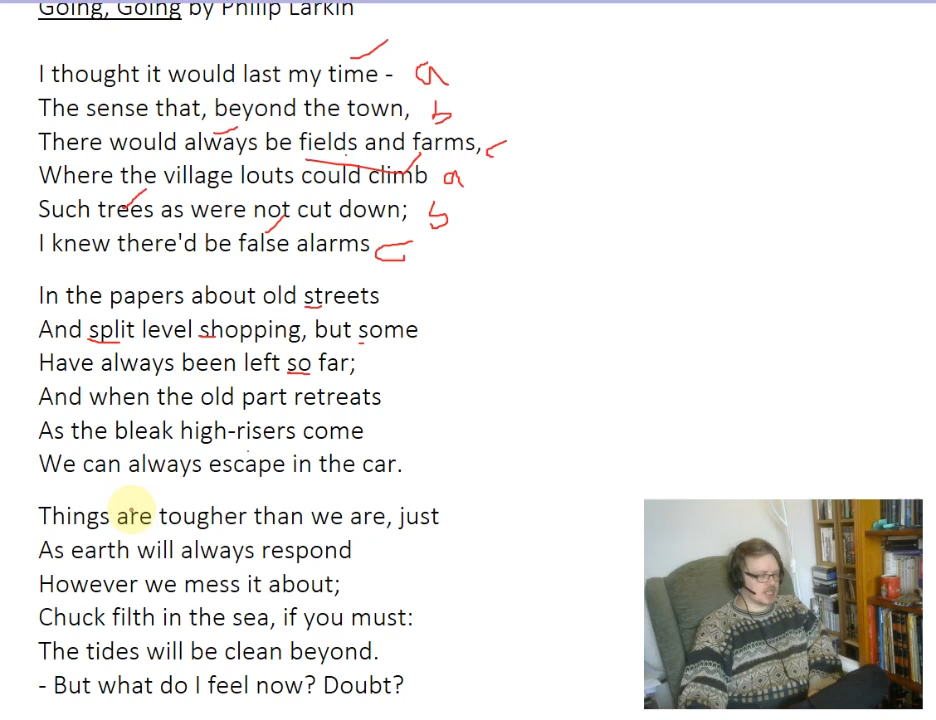 Going, Going by Philip Larkin
I thought it would last my time - a
The sense that, beyond the town, b
There would always be fields and farms, c
Where the village louts could climb a
Such trees as were not cut down; b
I knew there'd be false alarms c
In the papers about old streets
And split level shopping, but some
Have always been left so far;
And when the old part retreats
As the bleak high-risers come
We can always escape in the car.
Things are tougher than we are, just
As earth will always respond
However we mess it about;
Chuck filth in the sea, if you must:
The tides will be clean beyond.
- But what do I feel now? Doubt?